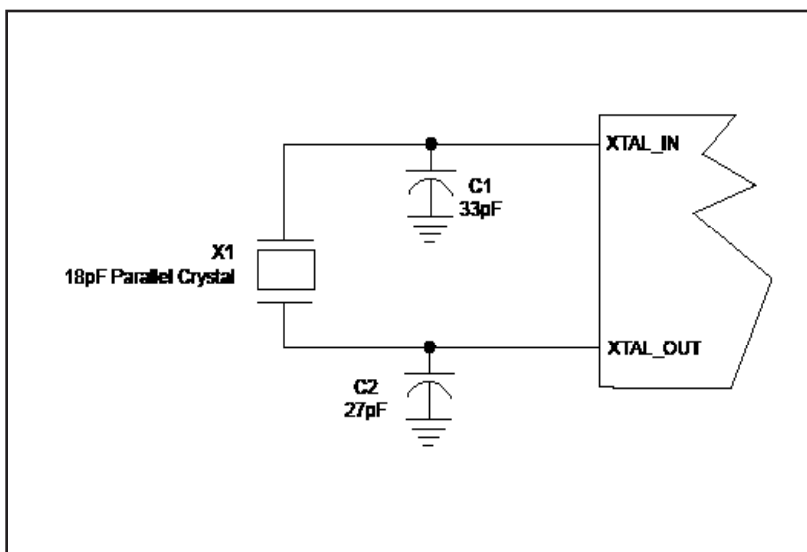 XTAL_IN
C1
33pF
X1
18pF Parallel Crystal
XTAL_OUT
C2
27pF